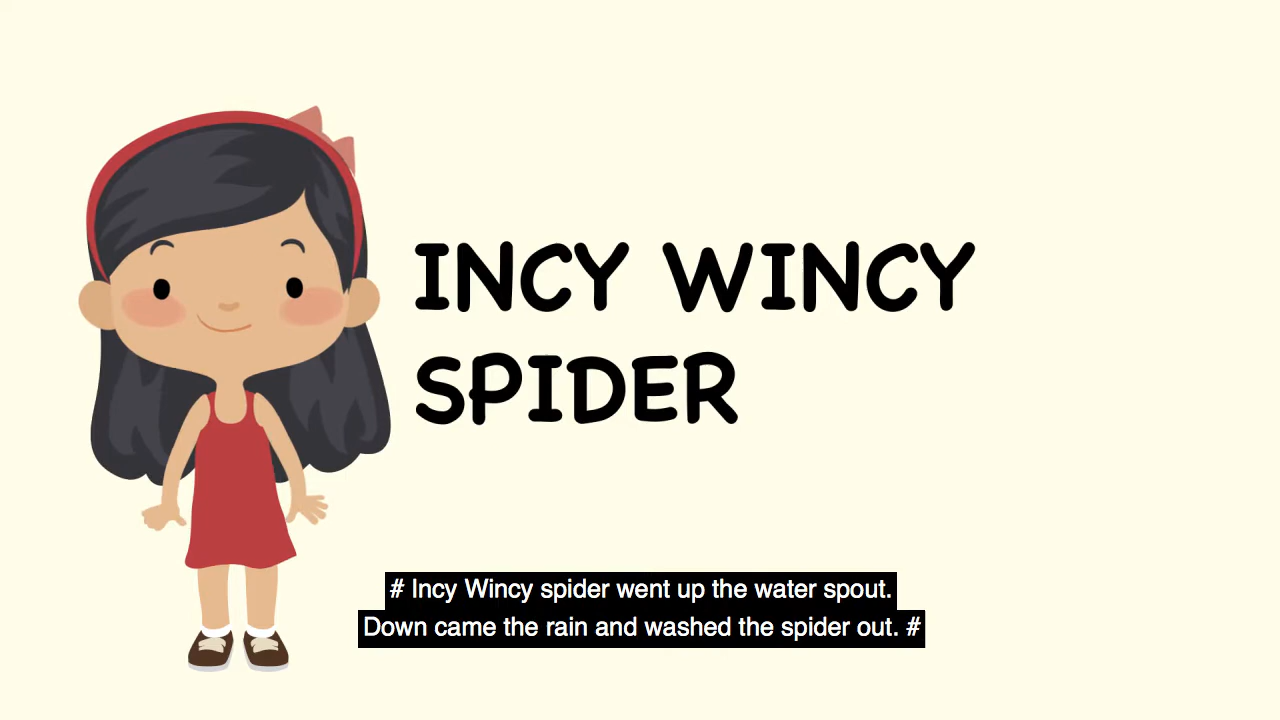 INCY WINCY
SPIDER
# Incy Wincy spider went up the water spout.
Down came the rain and washed the spider out. #